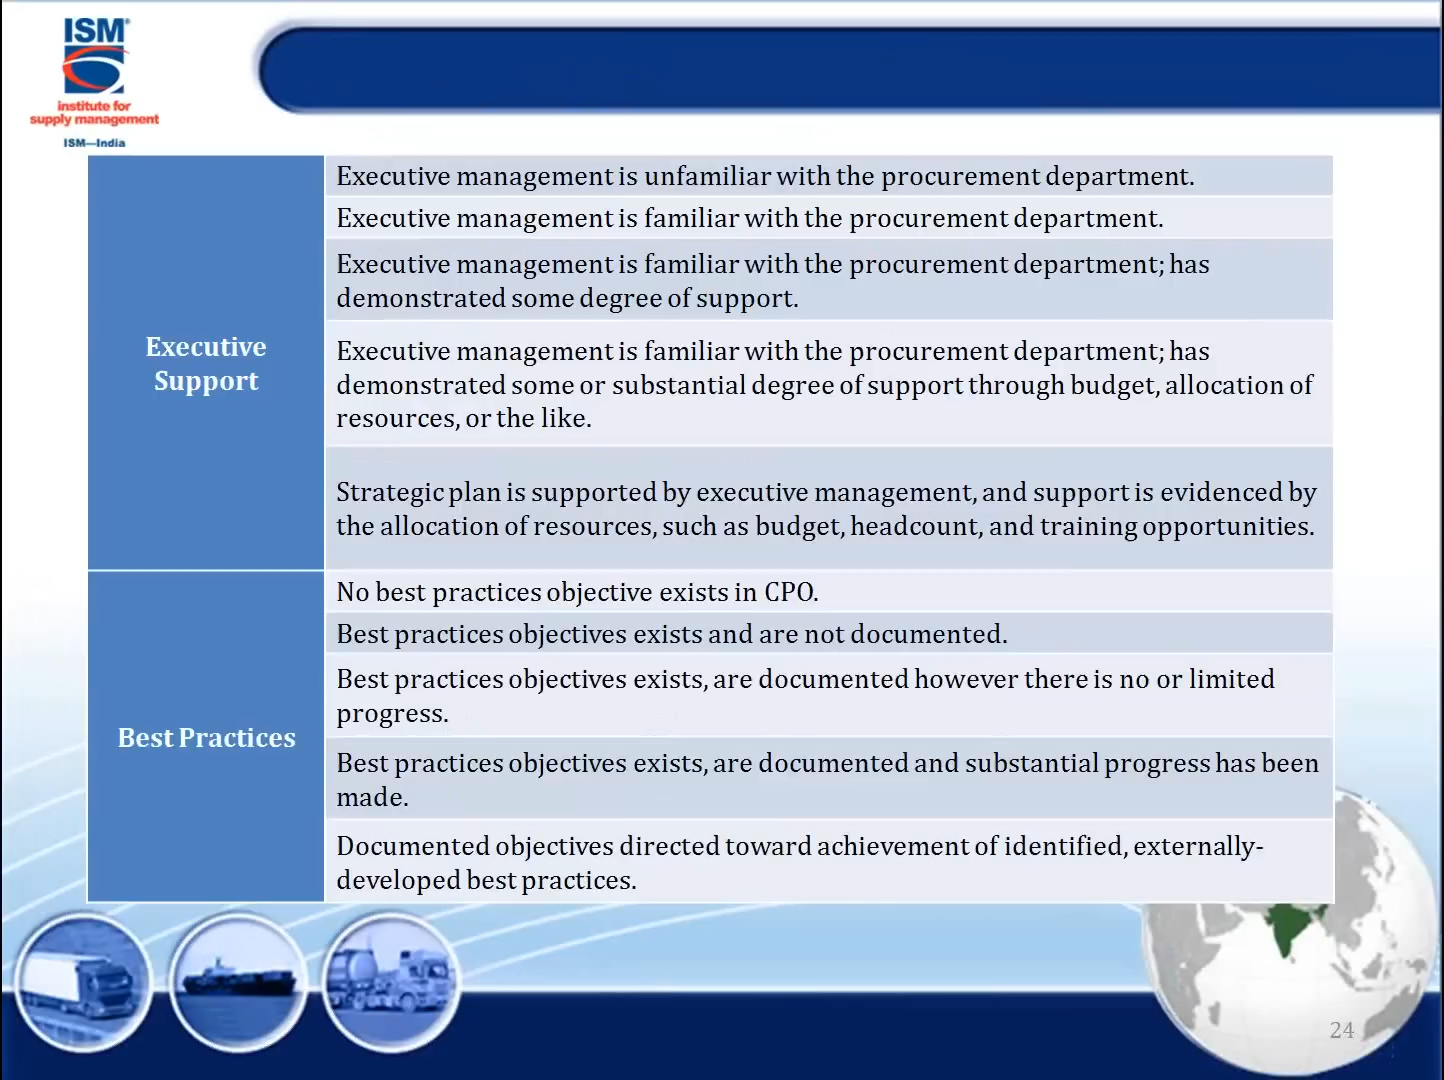 ISM®
institute for
supply management
ISM—India
Executive management is unfamiliar with the procurement department.
Executive management is familiar with the procurement department.
Executive management is familiar with the procurement department; has
demonstrated some degree of support.
Executive
Support
Executive management is familiar with the procurement department; has
demonstrated some or substantial degree of support through budget, allocation of
resources, or the like.
Strategic plan is supported by executive management, and support is evidenced by
the allocation of resources, such as budget, headcount, and training opportunities.
No best practices objective exists in CPO.
Best practices objectives exists and are not documented.
Best practices objectives exists, are documented however there is no or limited
progress.
Best Practices
Best practices objectives exists, are documented and substantial progress has been
made.
Documented objectives directed toward achievement of identified, externally-
developed best practices.
24